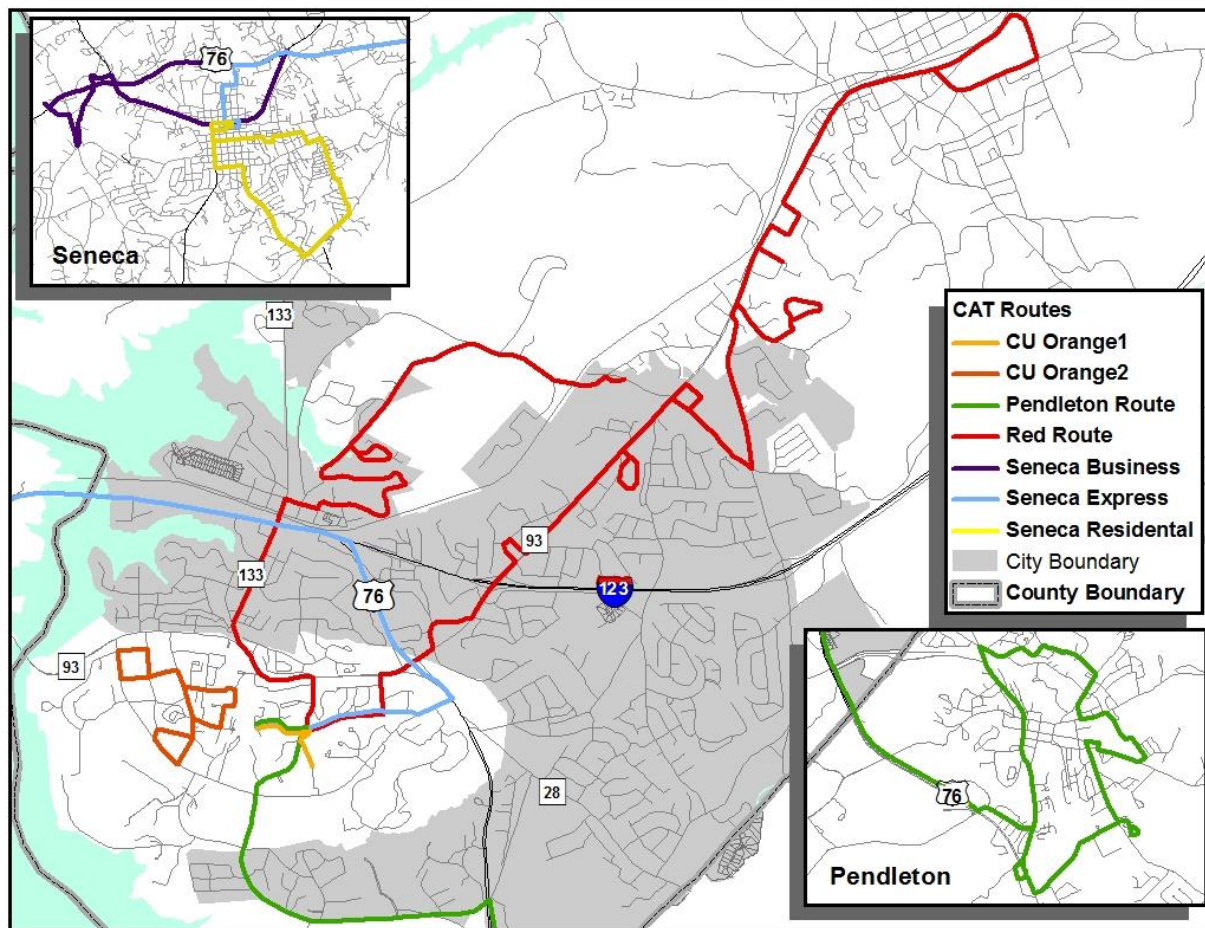 76
Seneca
133
CAT Routes
CU Orange1
CU Orange2
Pendleton Route
Red Route
Seneca Business
Seneca Express
Seneca Residental
City Boundary
County Boundary
93
133
76
123
93
28
76
Pendleton